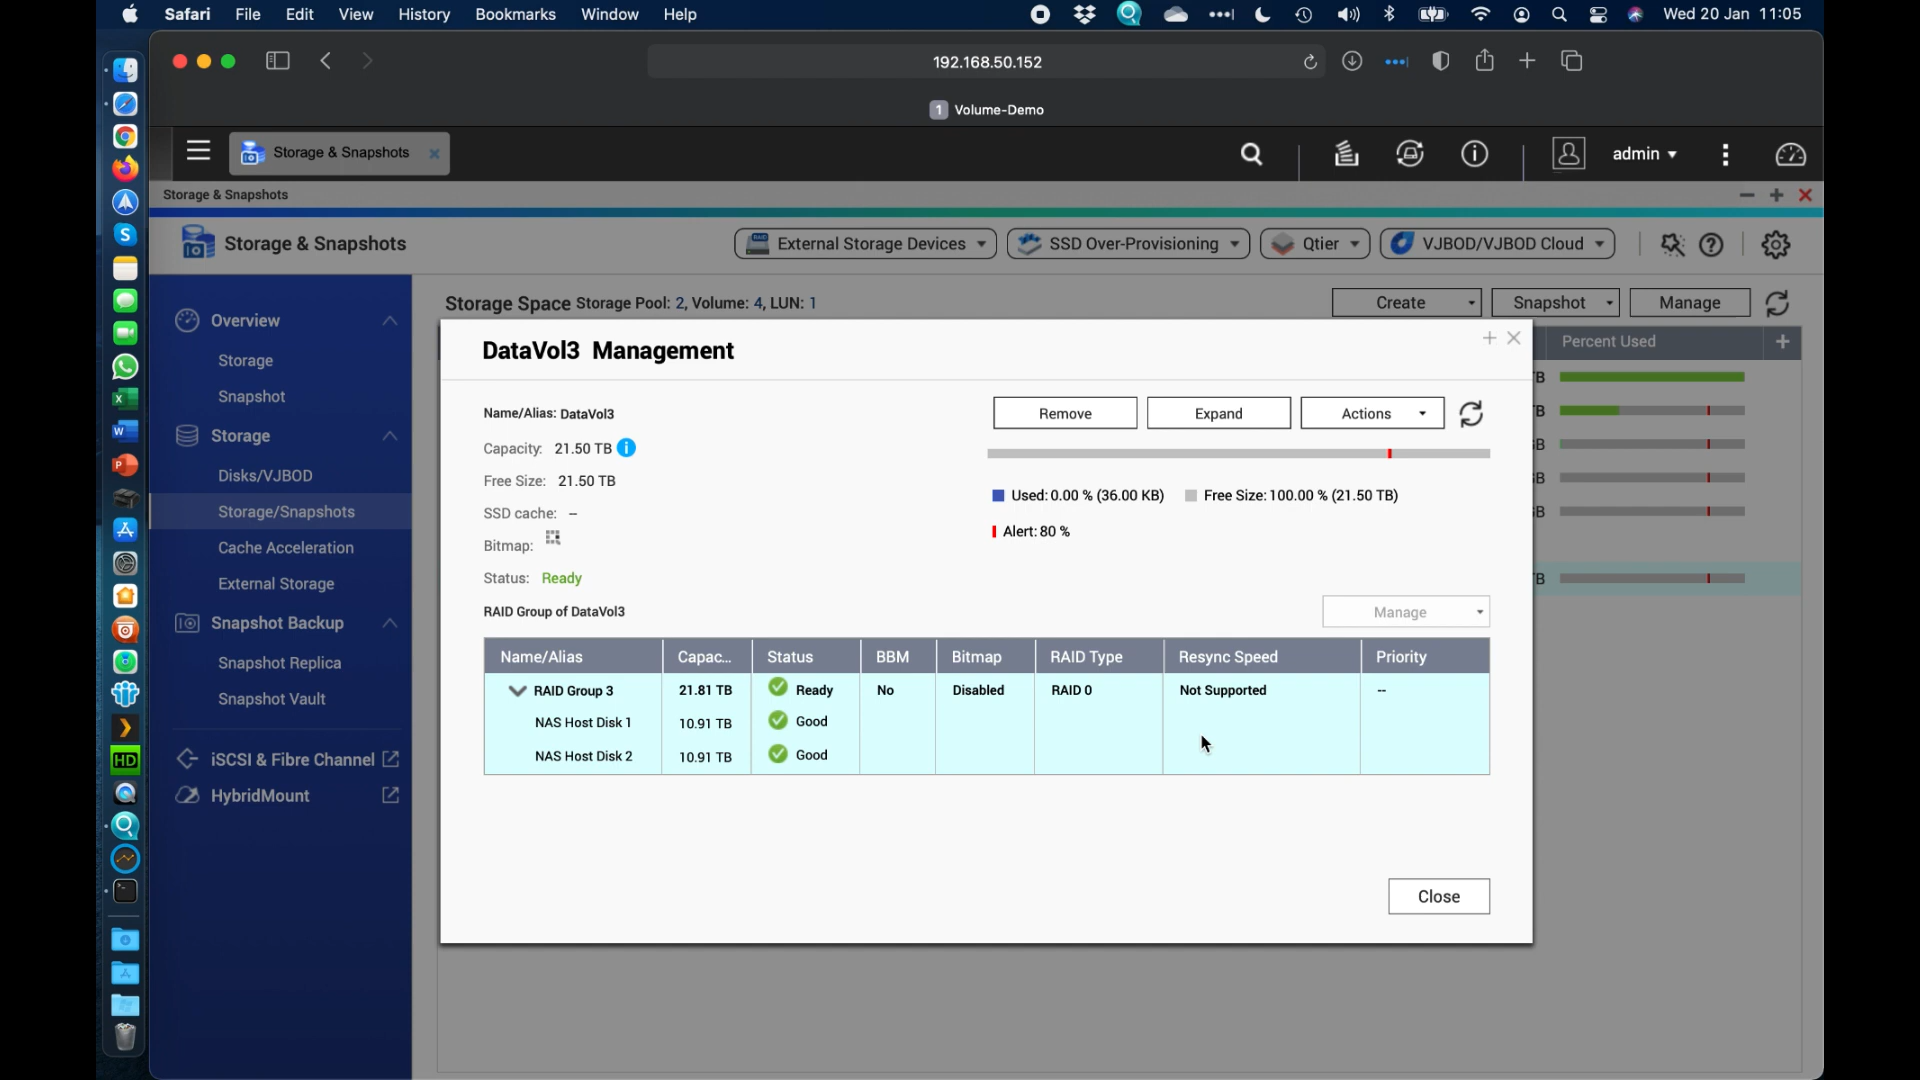 Safari File Edit View History Bookmarks Window Help Wed 20 Jan 11:05
192.168.50.152
1 Volume-Demo
Storage & Snapshots admin
Storage & Snapshots
Storage & Snapshots External Storage Devices SSD Over-Provisioning Qtier VJBOD/VJBOD Cloud
Overview
Storage
Snapshot
Storage
Disks/VJBOD
Storage/Snapshots
Cache Acceleration
External Storage
Snapshot Backup
Snapshot Replica
Snapshot Vault
iSCSI & Fibre Channel
HybridMount
HD
Storage Space Storage Pool: 2, Volume: 4, LUN: 1 Create Snapshot Manage
Percent Used
DataVol3 Management
Name/Alias: DataVol3 Remove Expand Actions
Capacity: 21.50 TB
Free Size: 21.50 TB Used: 0.00 % (36.00 KB) Free Size: 100.00 % (21.50 TB)
SSD cache: –
Alert: 80 %
Bitmap:
Status: Ready
RAID Group of DataVol3 Manage
Name/Alias Capac... Status BBM Bitmap RAID Type Resync Speed Priority
RAID Group 3 21.81 TB Ready No Disabled RAID 0 Not Supported --
NAS Host Disk 1 10.91 TB Good
NAS Host Disk 2 10.91 TB Good
Close